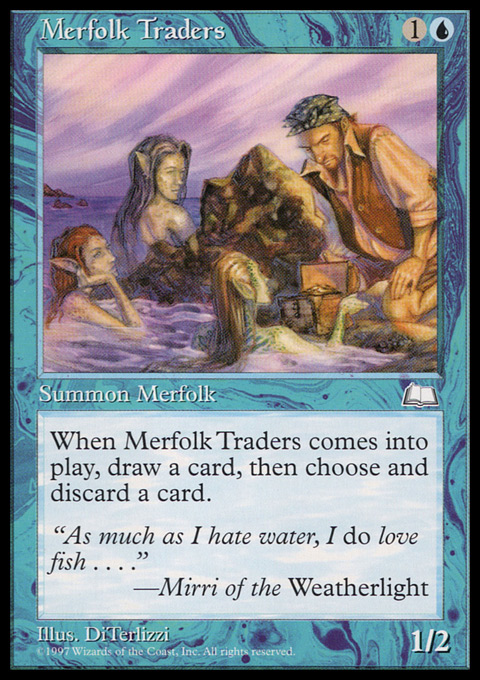 Merfolk Traders 1
Summon Merfolk
When Merfolk Traders comes into
play, draw a card, then choose and
discard a card.
“As much as I hate water, I do love
fish . . . .”
—Mirri of the Weatherlight
Illus. DiTerlizzi
1/2
©1997 Wizards of the Coast, Inc. All rights reserved.